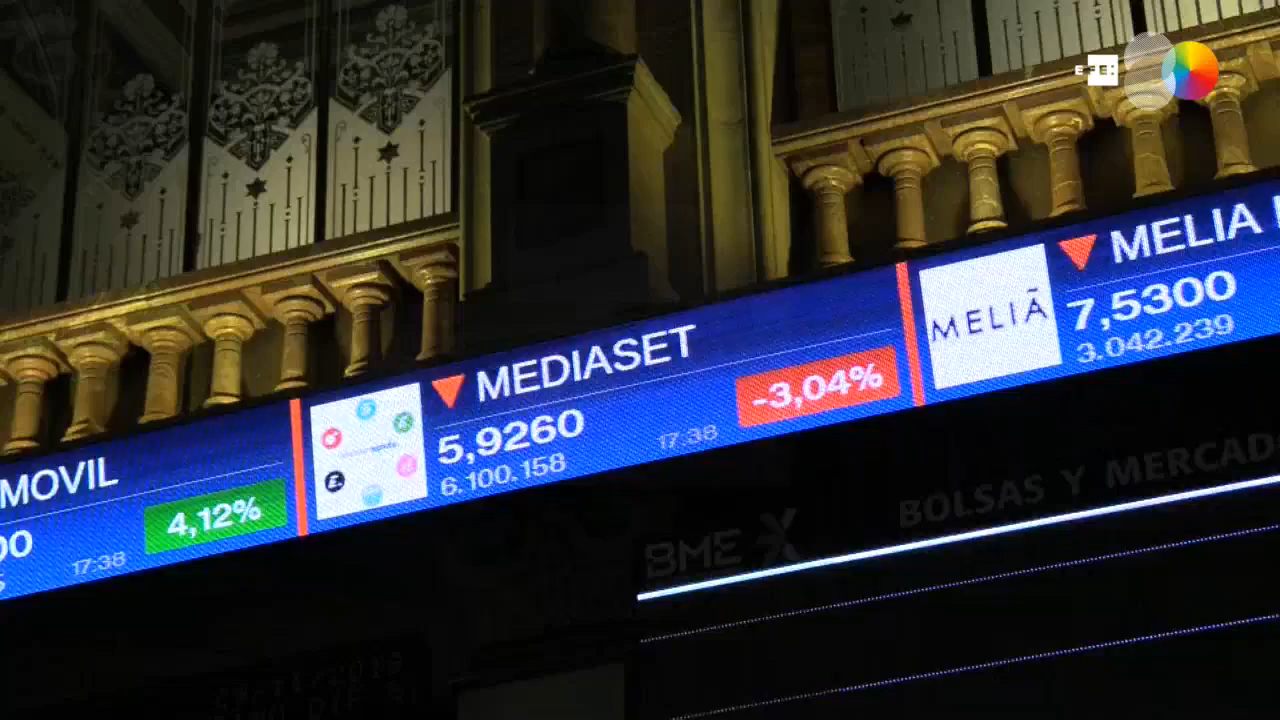 EFE:
MELIA
MELIÃ
7,5300
3.042.239
MEDIASET
5,9260
-3,04%
6.100.158
17:38
MOVIL
4,12%
17:38
BME X
BOLSAS Y MERCAD